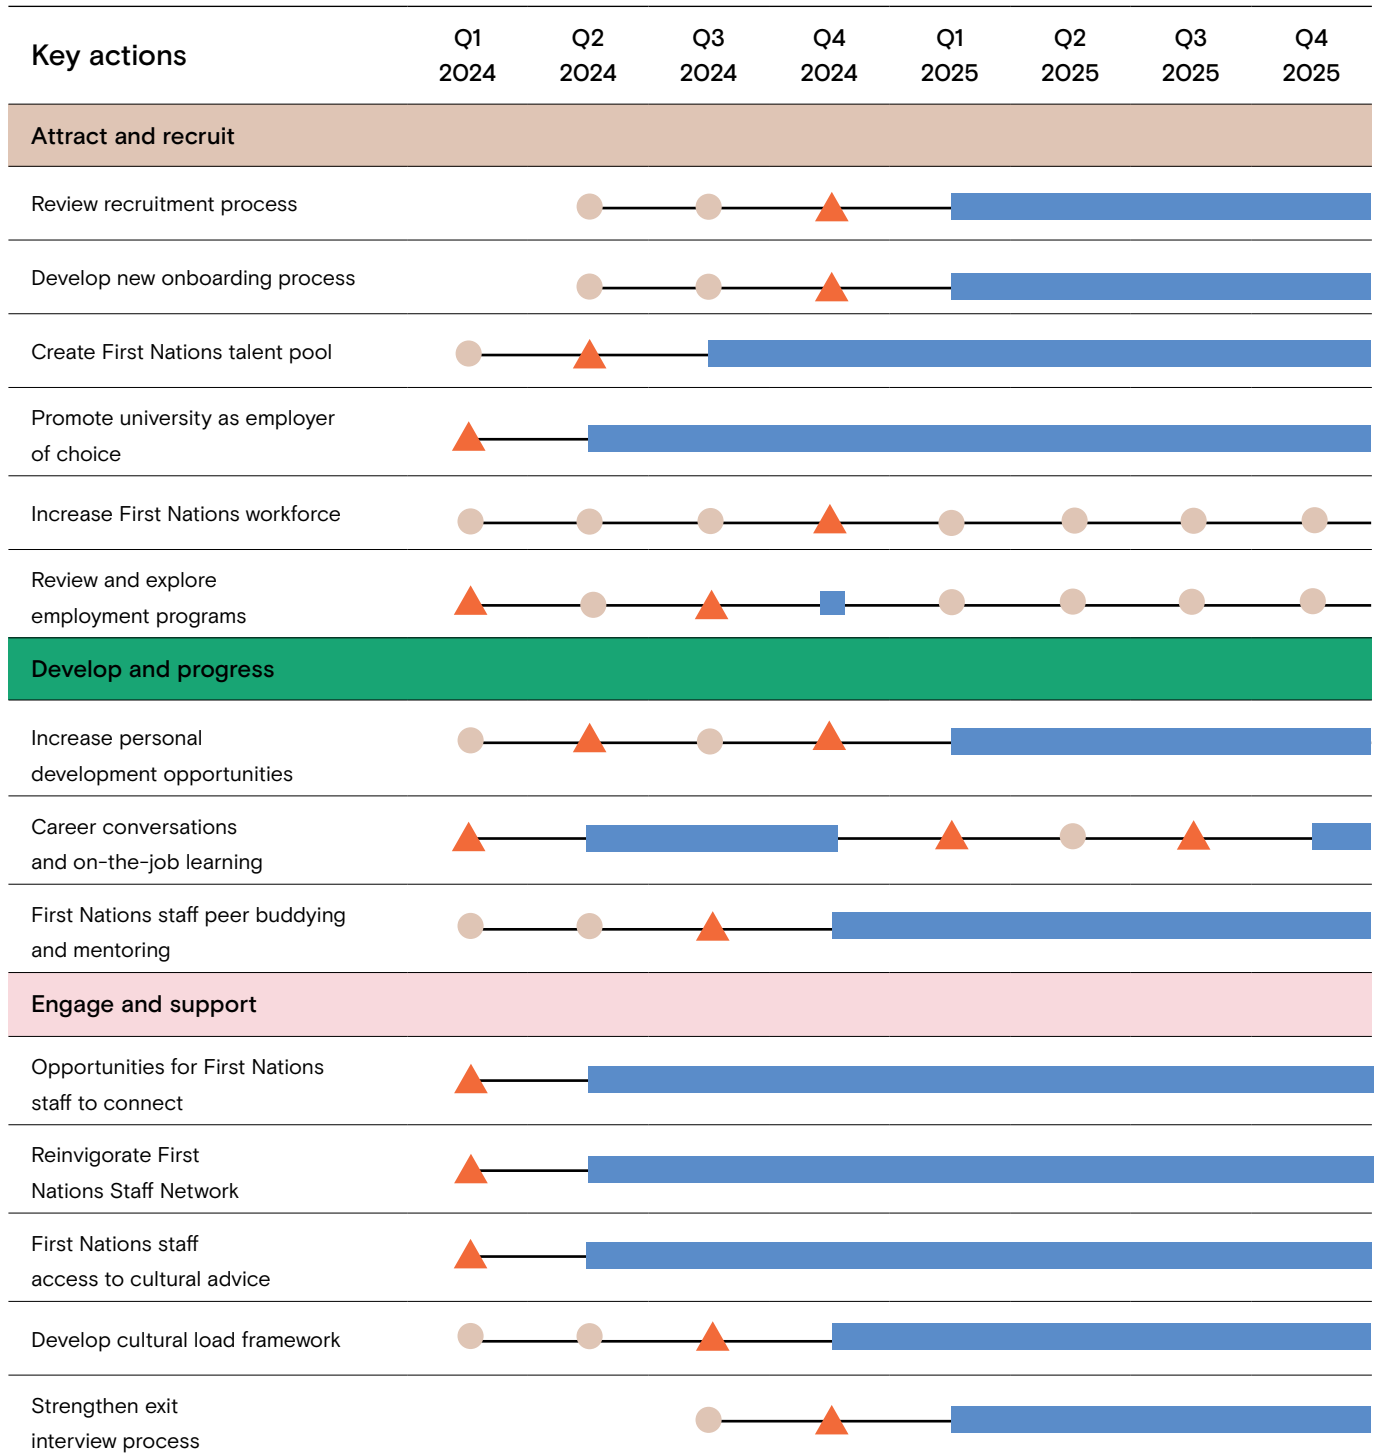 Key actions
Q1 Q2 Q3 Q4 Q1 Q2 Q3 Q4
2024 2024 2024 2024 2025 2025 2025 2025
Attract and recruit
Review recruitment process
Develop new onboarding process
Create First Nations talent pool
Promote university as employer
of choice
Increase First Nations workforce
Review and explore
employment programs
Develop and progress
Increase personal
development opportunities
Career conversations
and on-the-job learning
First Nations staff peer buddying
and mentoring
Engage and support
Opportunities for First Nations
staff to connect
Reinvigorate First
Nations Staff Network
First Nations staff
access to cultural advice
Develop cultural load framework
Strengthen exit
interview process